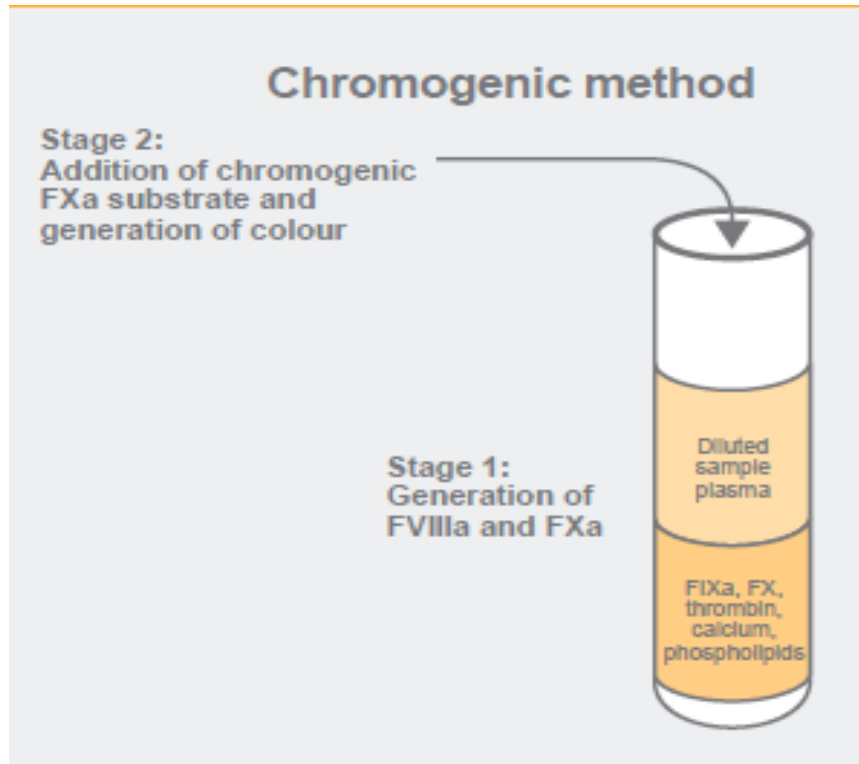 Chromogenic method
Stage 2:
Addition of chromogenic
FXa substrate and
generation of colour
Stage 1:
Generation of
FVIIIa and FXa
Diluted
sample
plasma
FIXa, FX,
thrombin,
calcium,
phospholipids